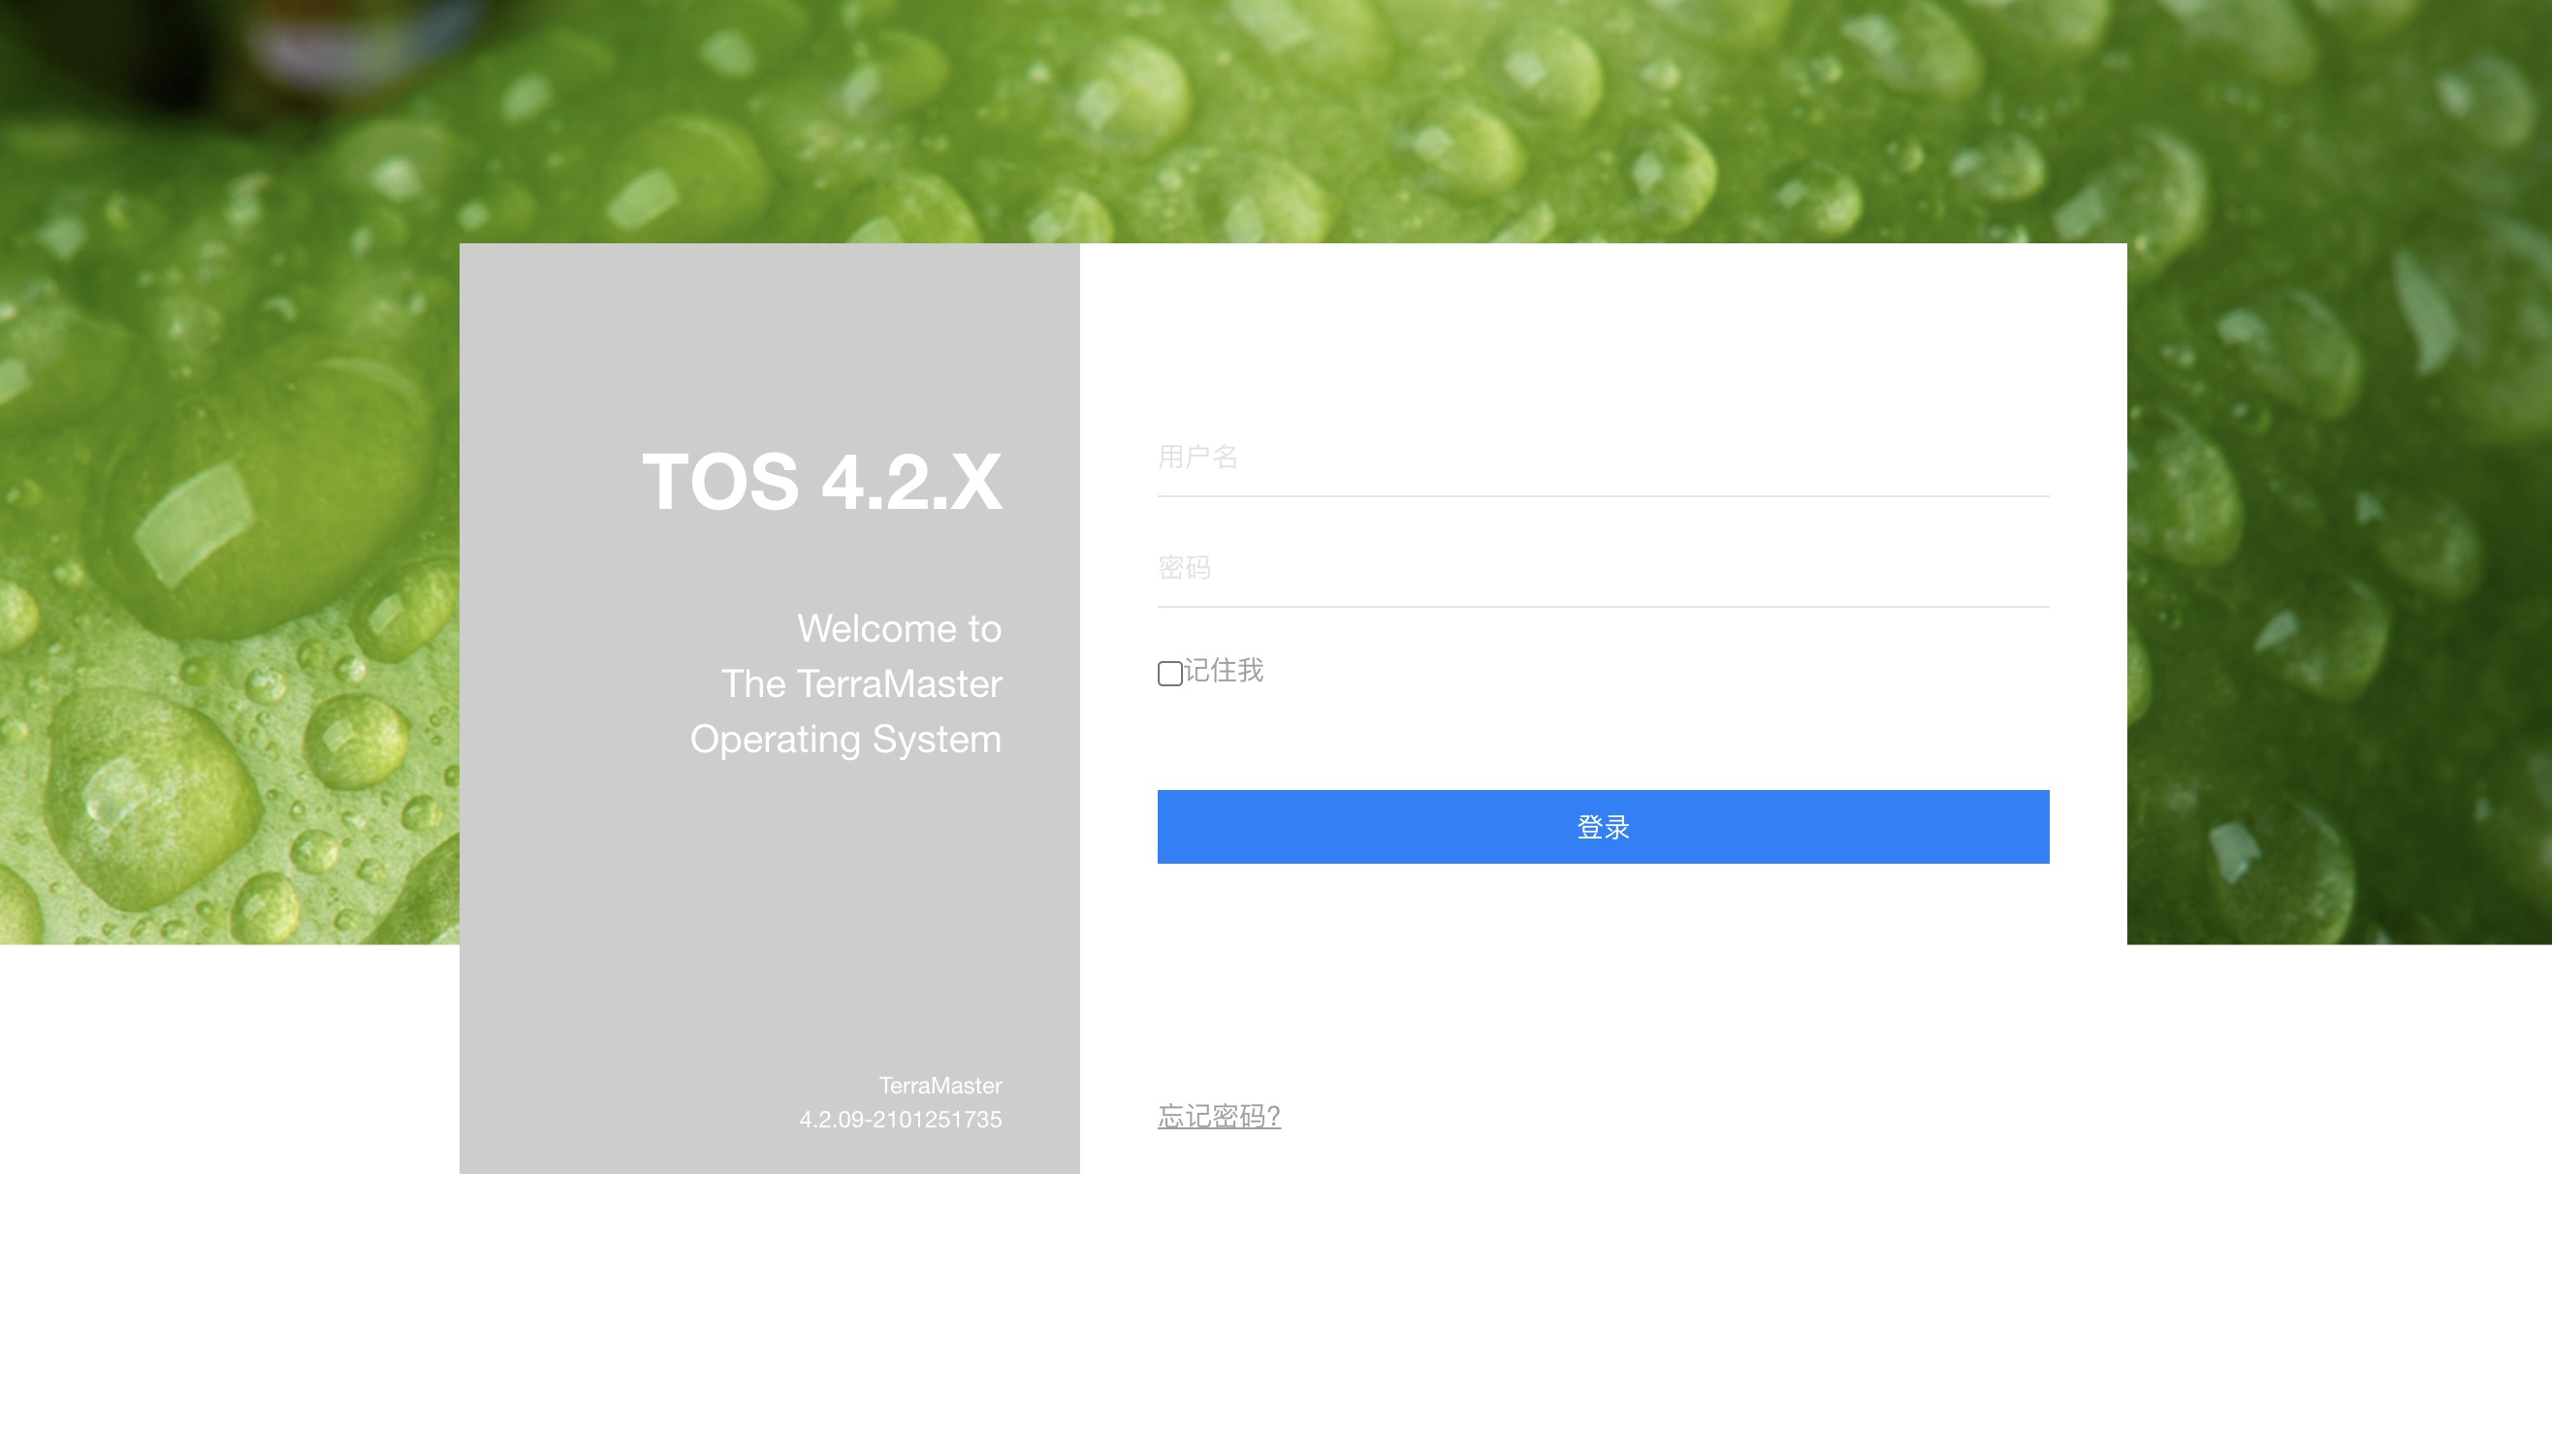 TOS 4.2.X
Welcome to
The TerraMaster
Operating System
TerraMaster
4.2.09-2101251735
用户名
密码
记住我
登录
忘记密码?